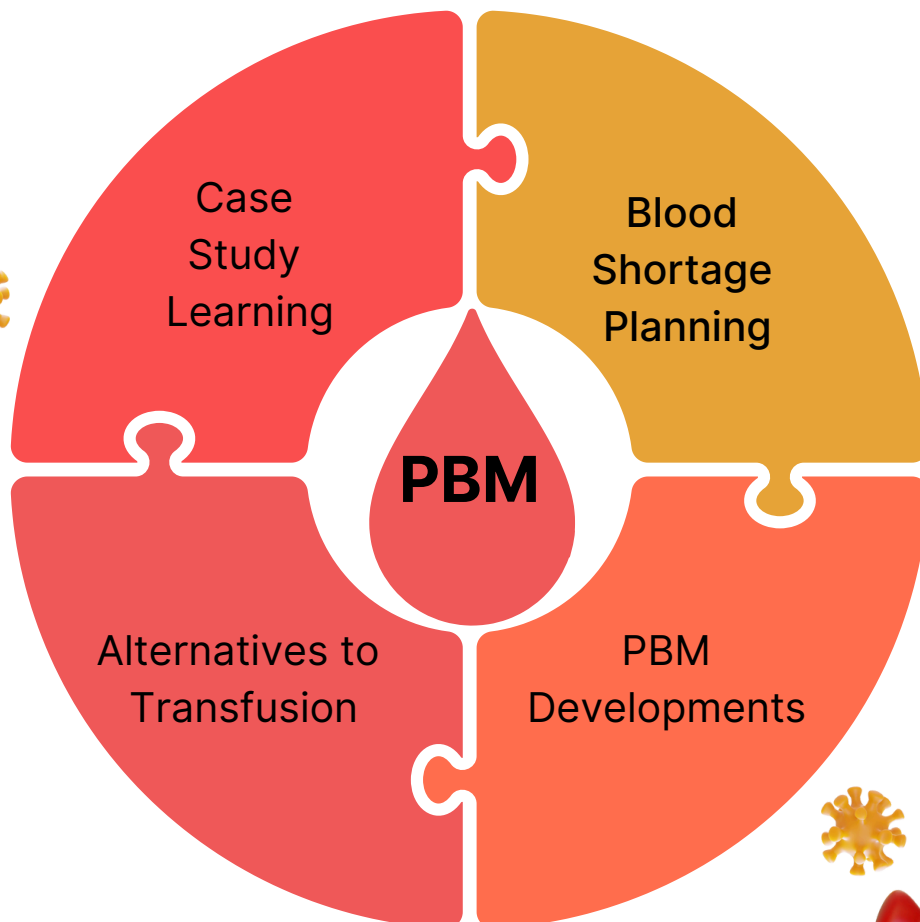 Case
Study
Learning
Blood
Shortage
Planning
PBM
Alternatives to
Transfusion
PBM
Developments